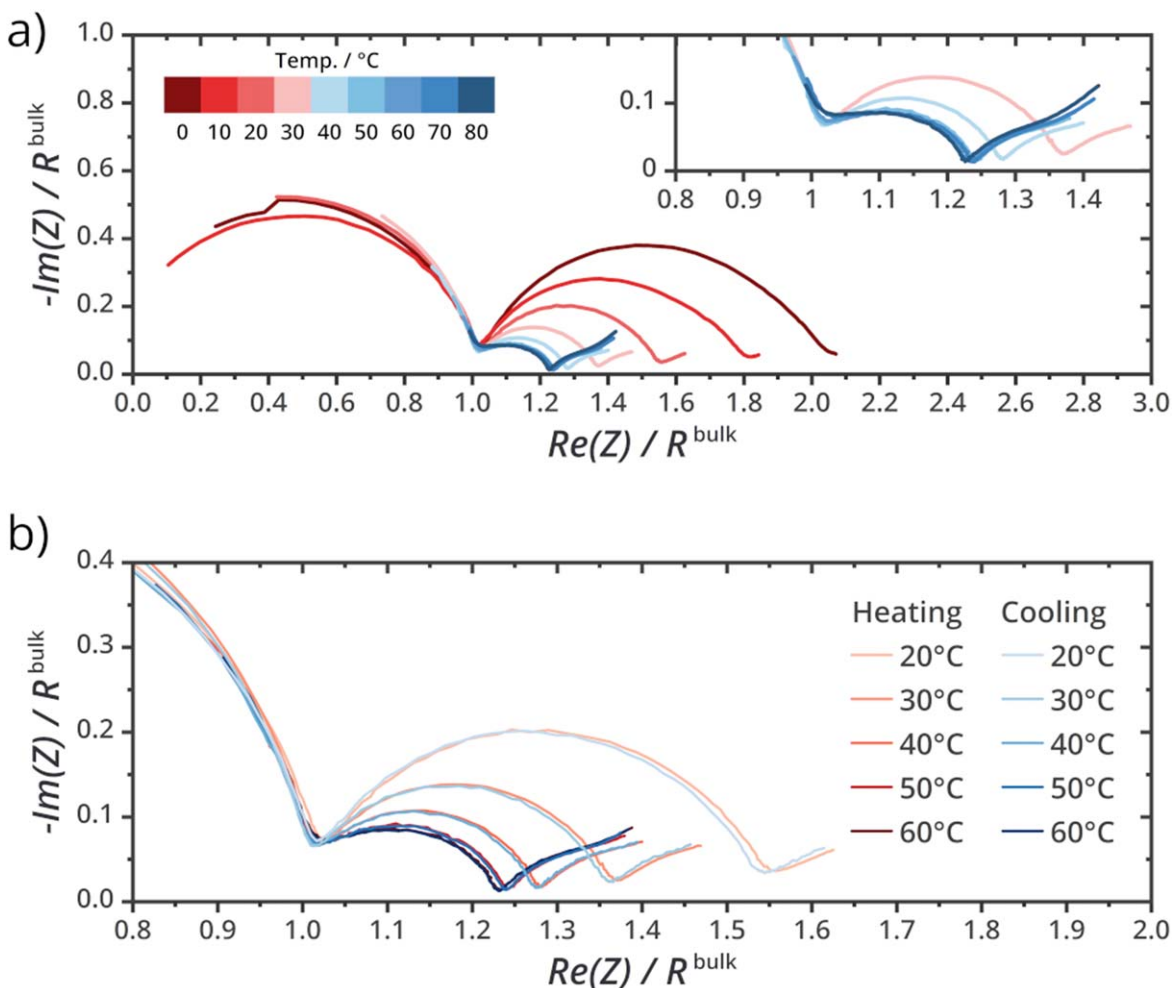 a)
Temp. / °C
0 10 20 30 40 50 60 70 80
-Im(Z) / R bulk
1.0
0.8
0.6
0.4
0.2
0.0
0.0 0.2 0.4 0.6 0.8 1.0 1.2 1.4 1.6 1.8 2.0 2.2 2.4 2.6 2.8 3.0
Re(Z) / R bulk
0.1
0
0.8 0.9 1 1.1 1.2 1.3 1.4
b)
-Im(Z) / R bulk
0.4
0.3
0.2
0.1
0.0
0.8 0.9 1.0 1.1 1.2 1.3 1.4 1.5 1.6 1.7 1.8 1.9 2.0
Re(Z) / R bulk
Heating Cooling
20°C 20°C
30°C 30°C
40°C 40°C
50°C 50°C
60°C 60°C